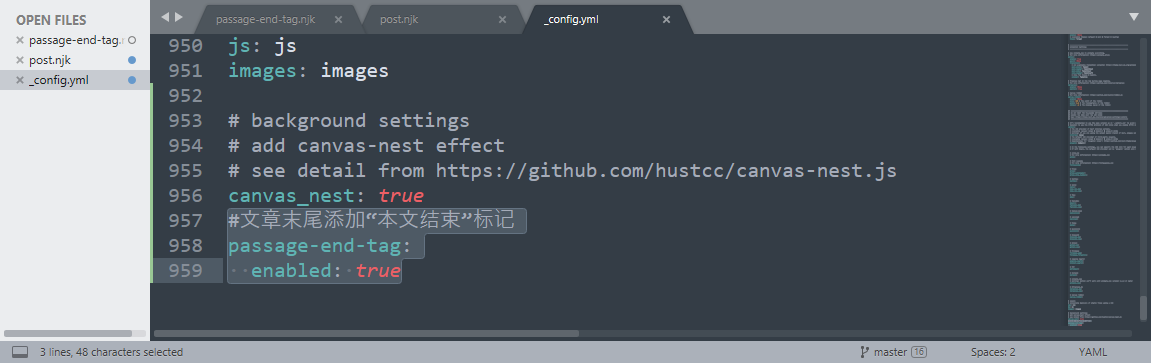 OPEN FILES
passage-end-tag.n
post.njk
_config.yml
passage-end-tag.njk
post.njk
_config.yml
950 js: js
951 images: images
952
953 # background settings
954 # add canvas-nest effect
955 # see detail from https://github.com/hustcc/canvas-nest.js
956 canvas_nest: true
957 #文章末尾添加“本文结束”标记
958 passage-end-tag:
959 enabled: true
3 lines, 48 characters selected
master 16
Spaces: 2
YAML